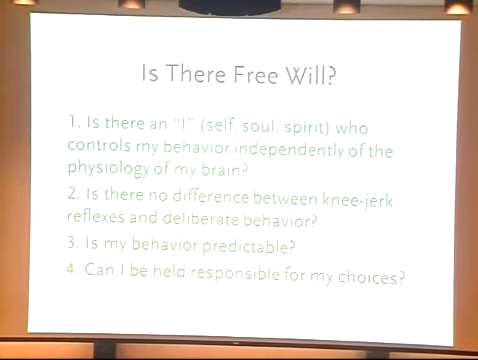 Is There Free Will?
1. Is there an "I" (self, soul, spirit) who
controls my behavior independently of the
physiology of my brain?
2. Is there no difference between knee-jerk
reflexes and deliberate behavior?
3. Is my behavior predictable?
4. Can I be held responsible for my choices?